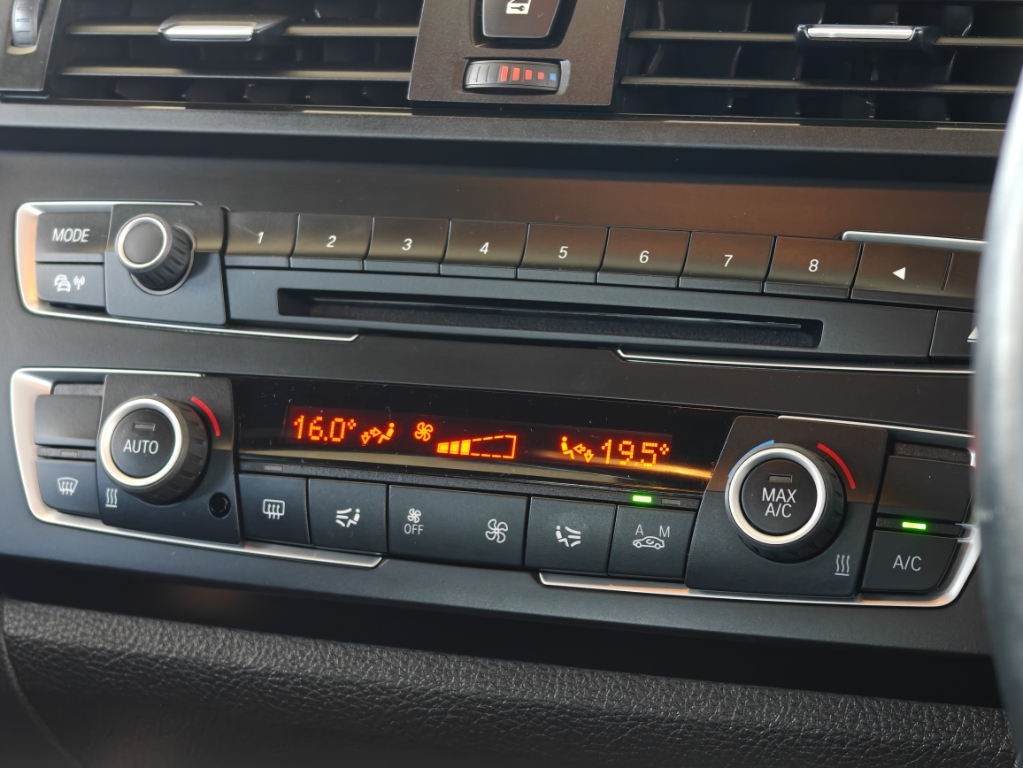 MODE
1 2 3 4 5 6 7 8
16.0° 19.5°
AUTO
MAX
A/C
OFF
A M
A/C